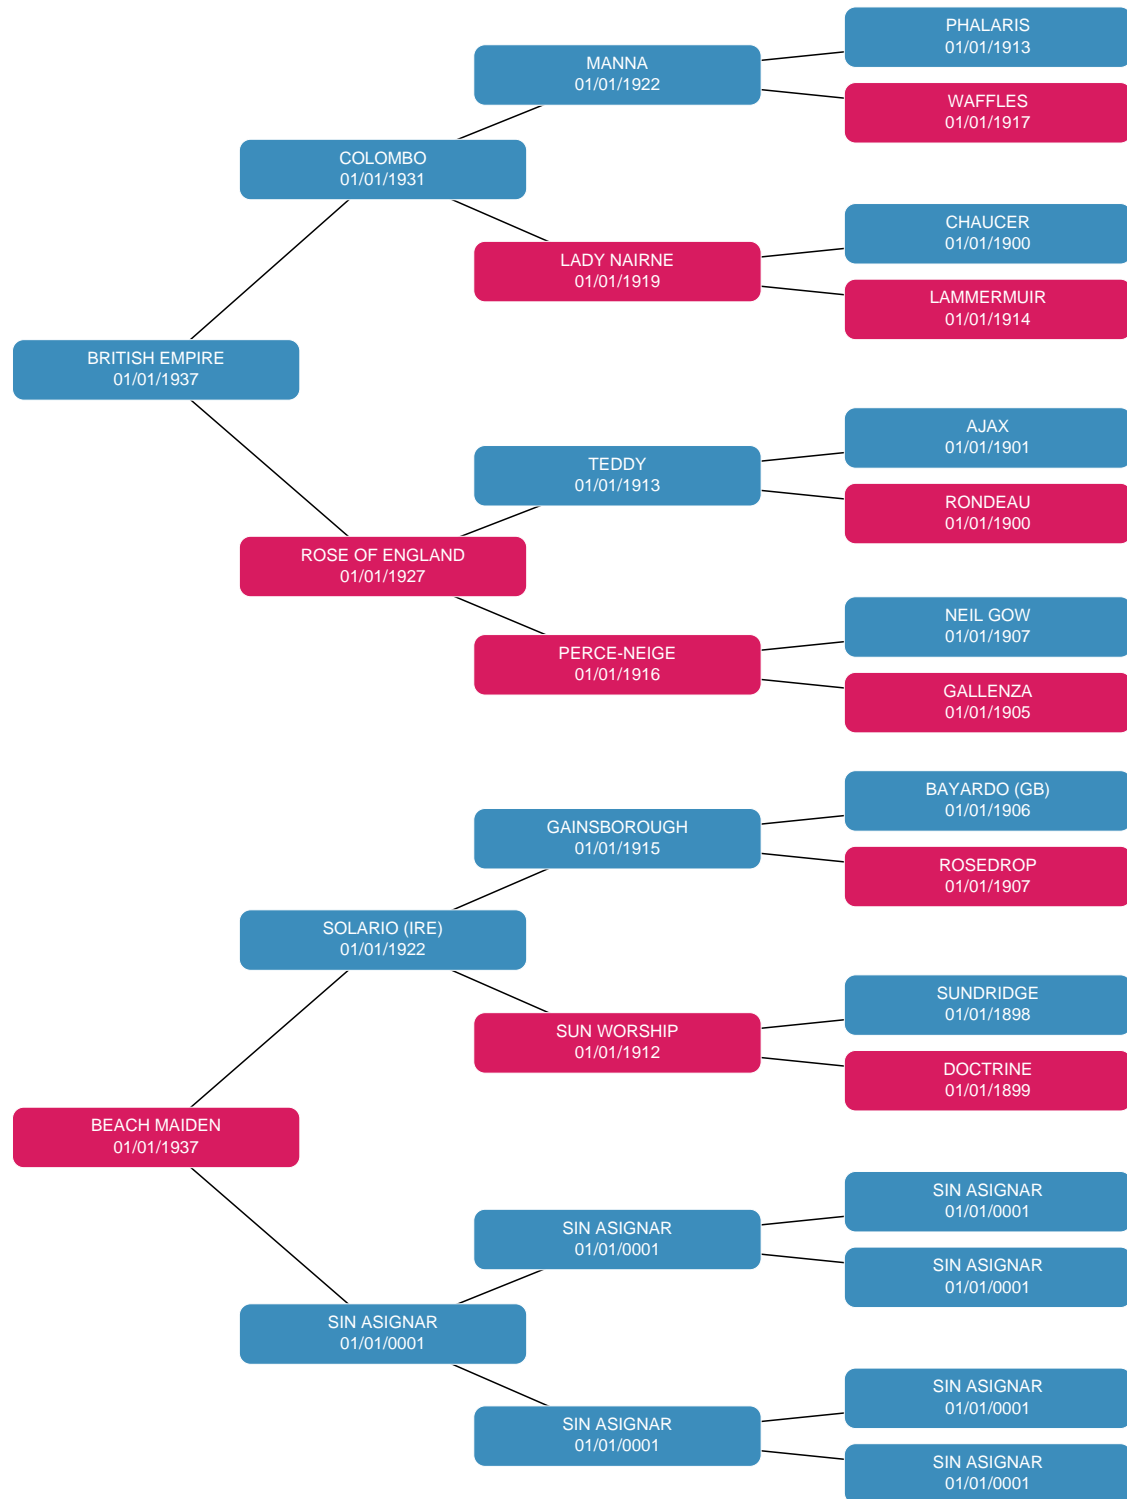 PHALARIS
01/01/1913
MANNA
01/01/1922
WAFFLES
01/01/1917
COLOMBO
01/01/1931
CHAUCER
01/01/1900
LADY NAIRNE
01/01/1919
LAMMERMUIR
01/01/1914
BRITISH EMPIRE
01/01/1937
AJAX
01/01/1901
TEDDY
01/01/1913
RONDEAU
01/01/1900
ROSE OF ENGLAND
01/01/1927
NEIL GOW
01/01/1907
PERCE-NEIGE
01/01/1916
GALLENZA
01/01/1905
BAYARDO (GB)
01/01/1906
GAINSBOROUGH
01/01/1915
ROSEDROP
01/01/1907
SOLARIO (IRE)
01/01/1922
SUNDRIDGE
01/01/1898
SUN WORSHIP
01/01/1912
DOCTRINE
01/01/1899
BEACH MAIDEN
01/01/1937
SIN ASIGNAR
01/01/0001
SIN ASIGNAR
01/01/0001
SIN ASIGNAR
01/01/0001
SIN ASIGNAR
01/01/0001
SIN ASIGNAR
01/01/0001
SIN ASIGNAR
01/01/0001
SIN ASIGNAR
01/01/0001